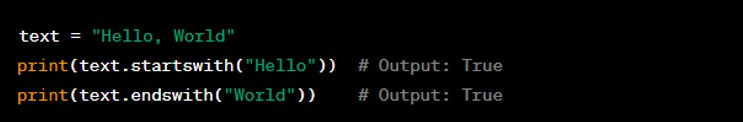 text = "Hello, World"
print(text.startswith("Hello"))  # Output: True
print(text.endswith("World"))    # Output: True